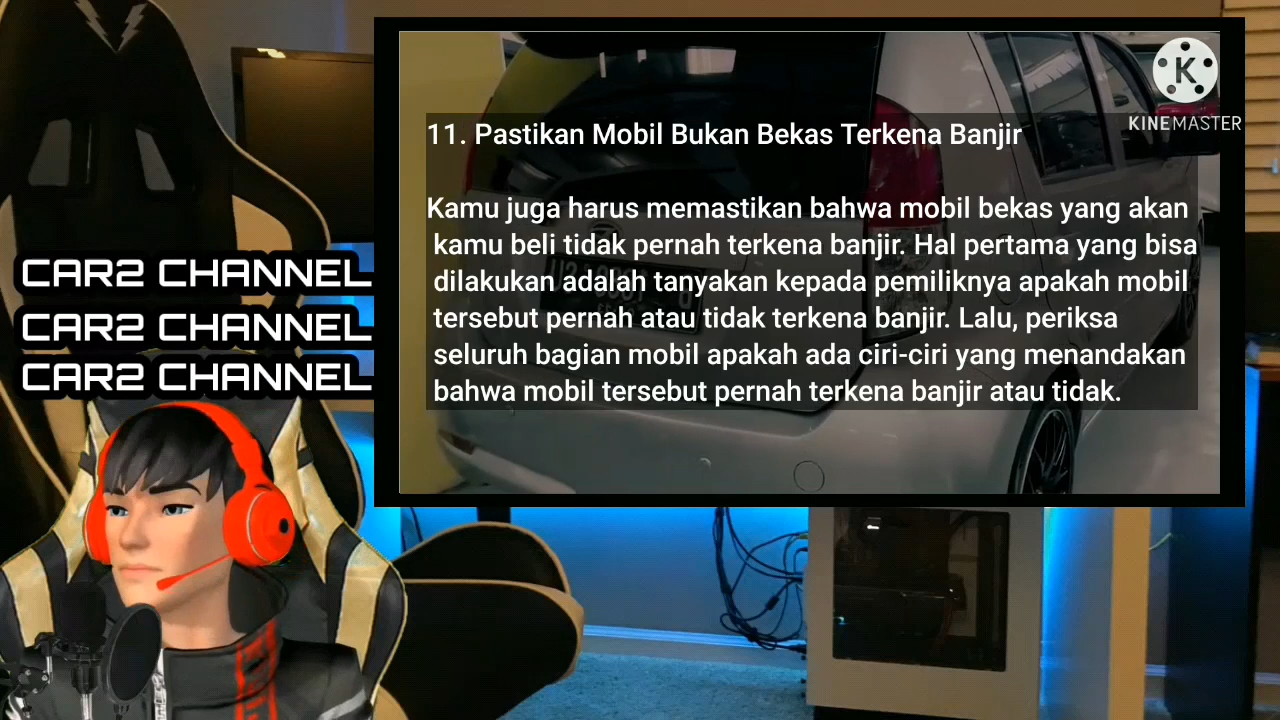 KINEMASTER
11. Pastikan Mobil Bukan Bekas Terkena Banjir
Kamu juga harus memastikan bahwa mobil bekas yang akan
kamu beli tidak pernah terkena banjir. Hal pertama yang bisa
dilakukan adalah tanyakan kepada pemiliknya apakah mobil
tersebut pernah atau tidak terkena banjir. Lalu, periksa
seluruh bagian mobil apakah ada ciri-ciri yang menandakan
bahwa mobil tersebut pernah terkena banjir atau tidak.
CAR2 CHANNEL
CAR2 CHANNEL
CAR2 CHANNEL